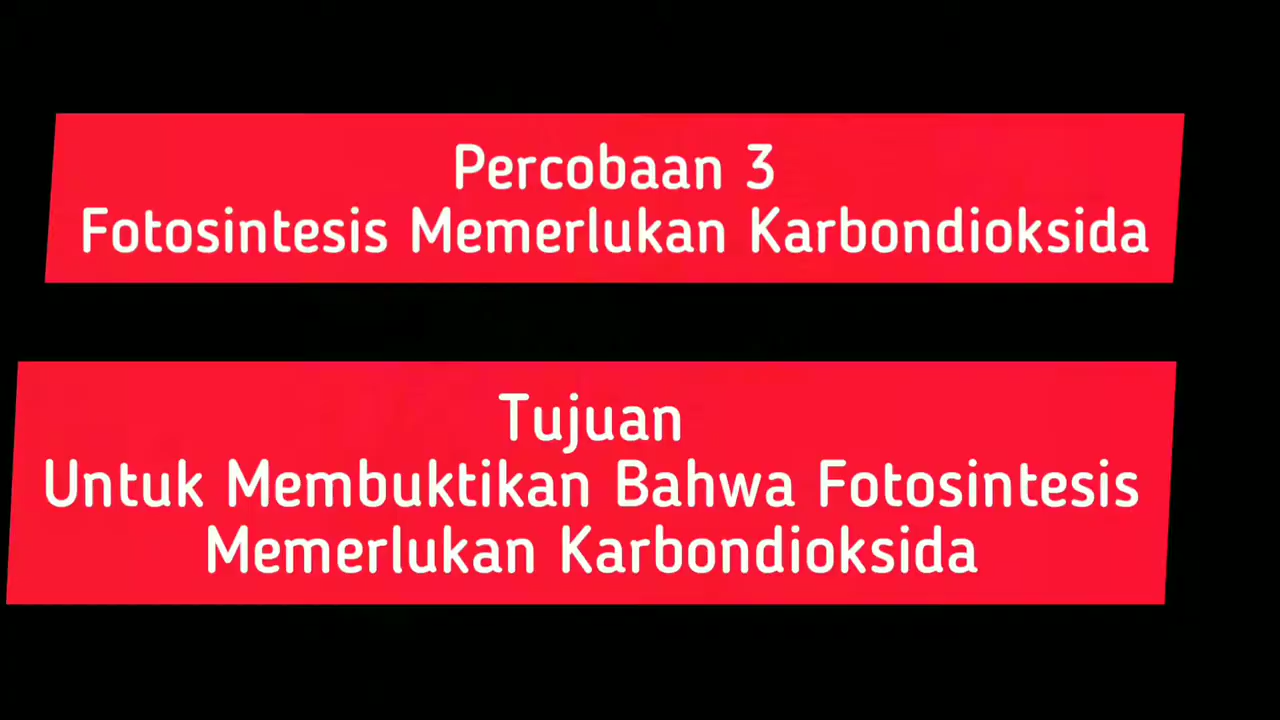 Percobaan 3
Fotosintesis Memerlukan Karbondioksida
Tujuan
Untuk Membuktikan Bahwa Fotosintesis
Memerlukan Karbondioksida